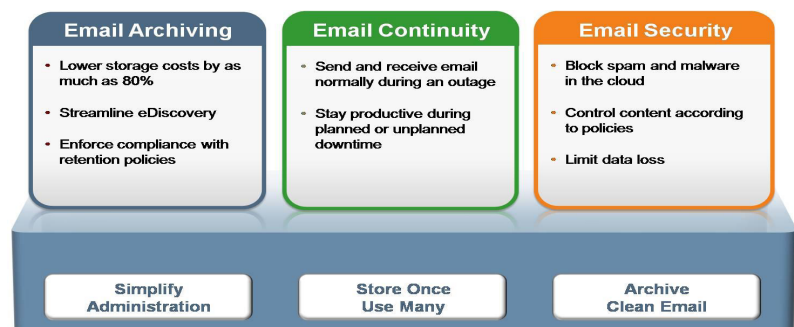 Email Archiving
• Lower storage costs by as
much as 80%
• Streamline eDiscovery
• Enforce compliance with
retention policies
Email Continuity
• Send and receive email
normally during an outage
• Stay productive during
planned or unplanned
downtime
Email Security
• Block spam and malware
in the cloud
• Control content according
to policies
• Limit data loss
Simplify
Administration
Store Once
Use Many
Archive
Clean Email